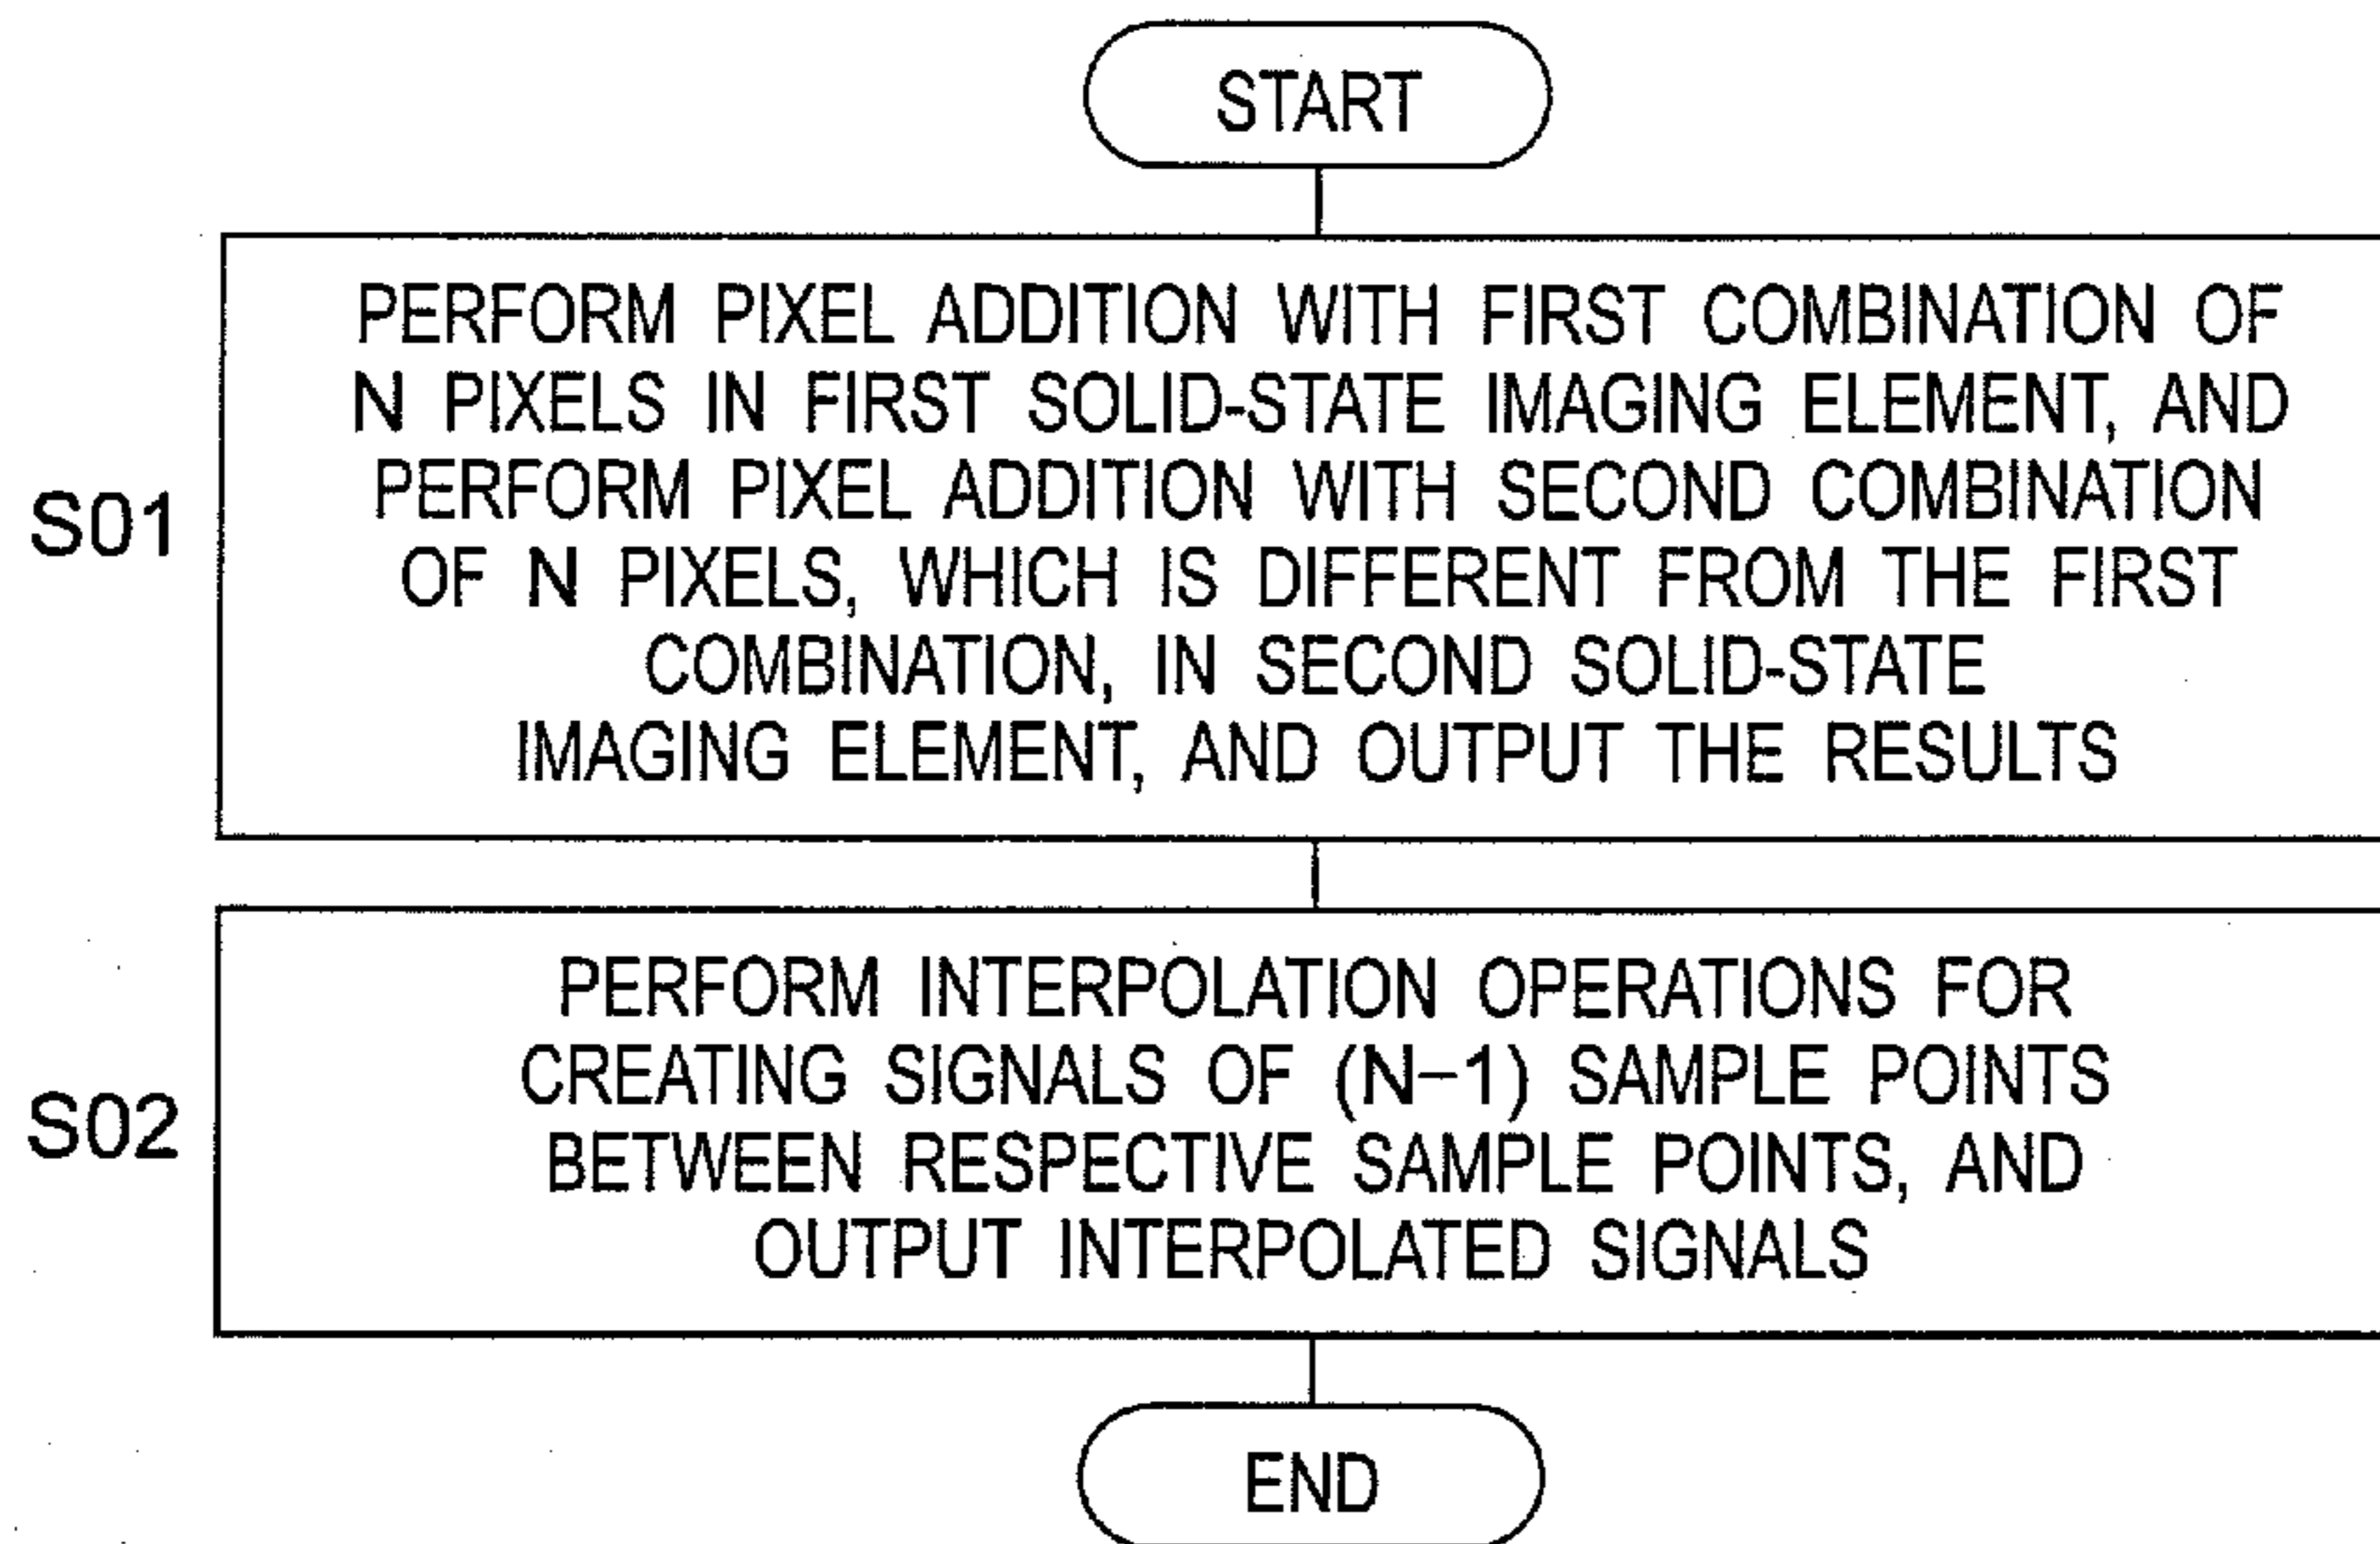 START
S01
PERFORM PIXEL ADDITION WITH FIRST COMBINATION OF
N PIXELS IN FIRST SOLID-STATE IMAGING ELEMENT, AND
PERFORM PIXEL ADDITION WITH SECOND COMBINATION
OF N PIXELS, WHICH IS DIFFERENT FROM THE FIRST
COMBINATION, IN SECOND SOLID-STATE
IMAGING ELEMENT, AND OUTPUT THE RESULTS
S02
PERFORM INTERPOLATION OPERATIONS FOR
CREATING SIGNALS OF (N−1) SAMPLE POINTS
BETWEEN RESPECTIVE SAMPLE POINTS, AND
OUTPUT INTERPOLATED SIGNALS
END